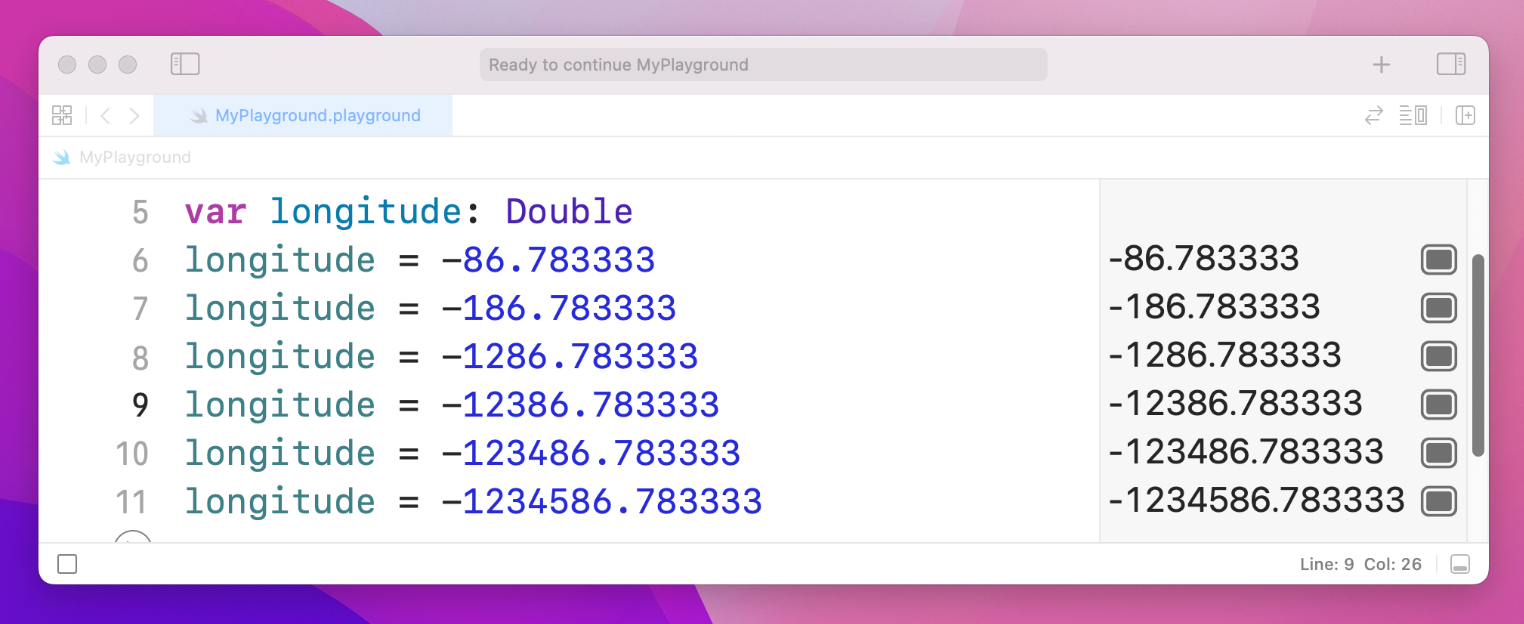 Ready to continue MyPlayground
MyPlayground.playground
MyPlayground
5 var longitude: Double
6 longitude = -86.783333 -86.783333
7 longitude = -186.783333 -186.783333
8 longitude = -1286.783333 -1286.783333
9 longitude = -12386.783333 -12386.783333
10 longitude = -123486.783333 -123486.783333
11 longitude = -1234586.783333 -1234586.783333
Line: 9 Col: 26